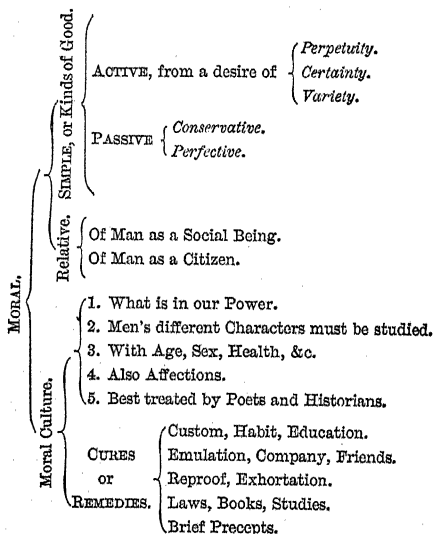 MORAL.
SIMPLE, or Kinds of Good.
ACTIVE, from a desire of
Perpetuity.
Certainty.
Variety.
PASSIVE
Conservative.
Perfective.
Relative.
Of Man as a Social Being.
Of Man as a Citizen.
Moral Culture.
1. What is in our Power.
2. Men's different Characters must be studied.
3. With Age, Sex, Health, &c.
4. Also Affections.
5. Best treated by Poets and Historians.
CURES
or
REMEDIES.
Custom, Habit, Education.
Emulation, Company, Friends.
Reproof, Exhortation.
Laws, Books, Studies.
Brief Precepts.